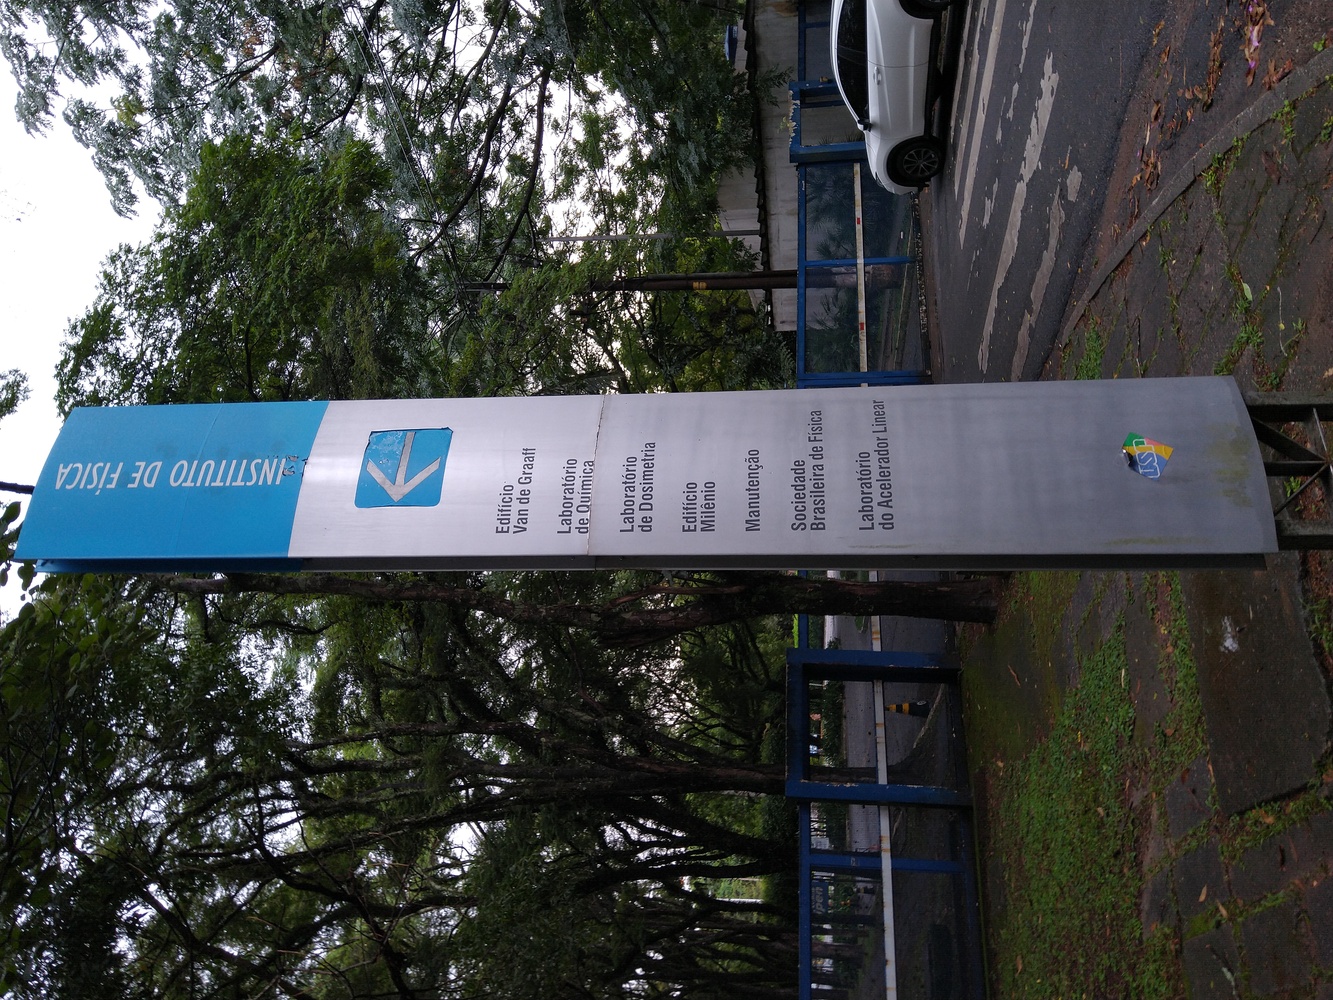 INSTITUTO DE FÍSICA
Edifício
Van de Graaff
Laboratório
de Química
Laboratório
de Dosimetria
Edifício
Milênio
Manutenção
Sociedade
Brasileira de Física
Laboratório
do Acelerador Linear
USP